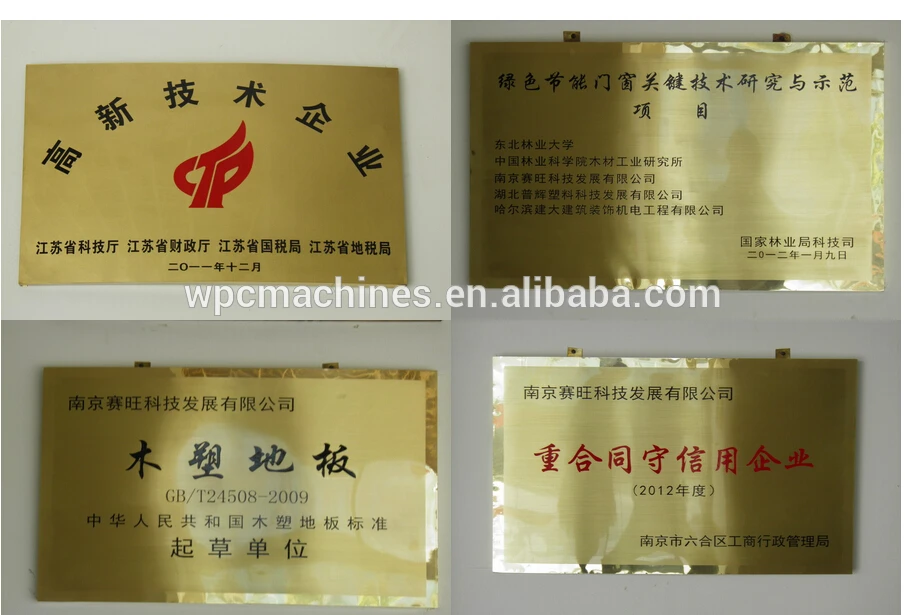 高新技术企业
江苏省科技厅 江苏省财政厅 江苏省国税局 江苏省地税局
二〇一一年十二月
绿色节能门窗关键技术研究与示范
项 目
东北林业大学
中国林业科学院木材工业研究所
南京赛旺科技发展有限公司
湖北普辉塑料科技发展有限公司
哈尔滨建大建筑装饰机电工程有限公司
国家林业局科技司
二〇一二年一月九日
wpcmachines.en.alibaba.com
南京赛旺科技发展有限公司
木塑地板
GB/T24508-2009
中华人民共和国木塑地板标准
起草单位
南京赛旺科技发展有限公司
重合同守信用企业
(2012年度)
南京市六合区工商行政管理局